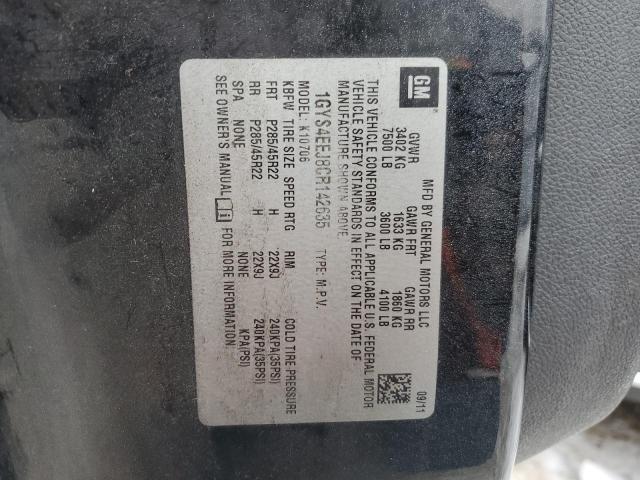 GM
MFD BY GENERAL MOTORS LLC 09/11
GVWR GAWR FRT GAWR RR
3402 KG 1633 KG 1860 KG
7500 LB 3600 LB 4100 LB
THIS VEHICLE CONFORMS TO ALL APPLICABLE U.S. FEDERAL MOTOR
VEHICLE SAFETY STANDARDS IN EFFECT ON THE DATE OF
MANUFACTURE SHOWN ABOVE.
1GYS4EEJ8CR142635 TYPE: M.P.V.
MODEL: K10706
K8FW TIRE SIZE SPEED RTG RIM COLD TIRE PRESSURE
FRT P285/45R22 H 22X9J 240KPA(35PSI)
RR P285/45R22 H 22X9J 240KPA(35PSI)
SPA NONE NONE KPA(PSI)
SEE OWNER'S MANUAL FOR MORE INFORMATION.